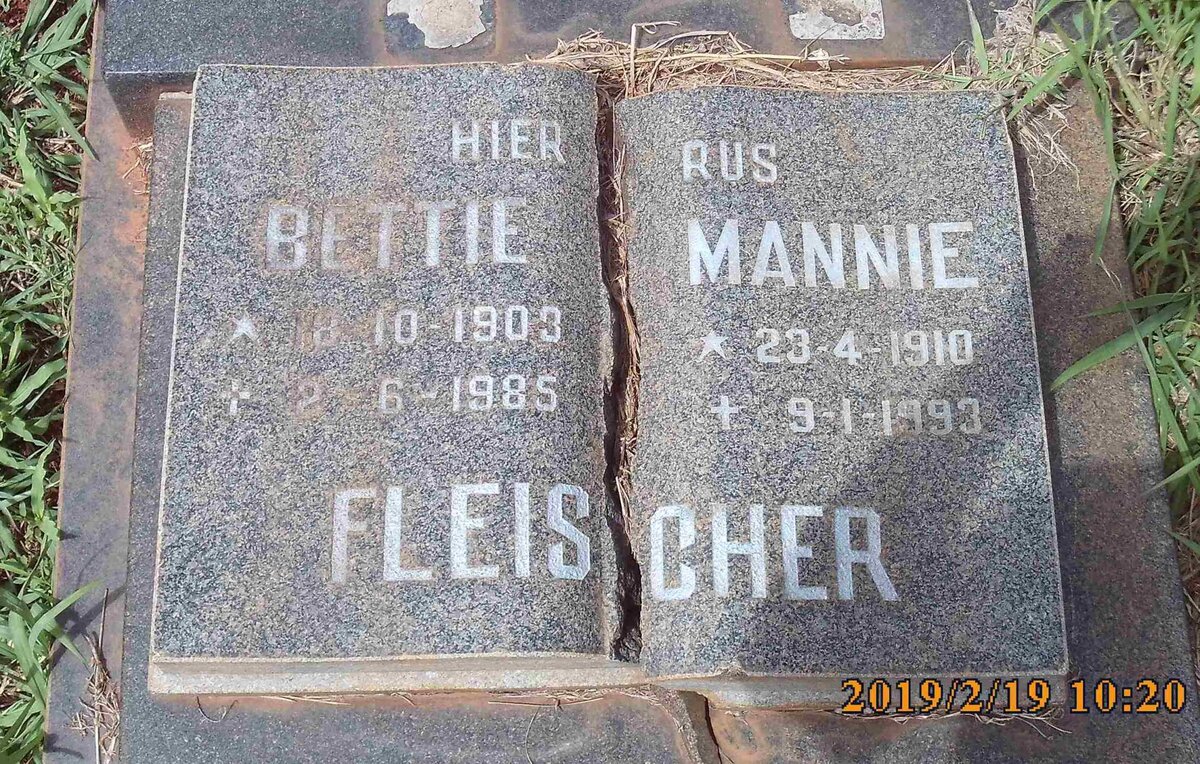 HIER RUS
BETTIE MANNIE
★ 18-10-1903 ★ 23-4-1910
✝ 2-6-1985 ✝ 9-1-1993
FLEISCHER
2019/2/19 10:20